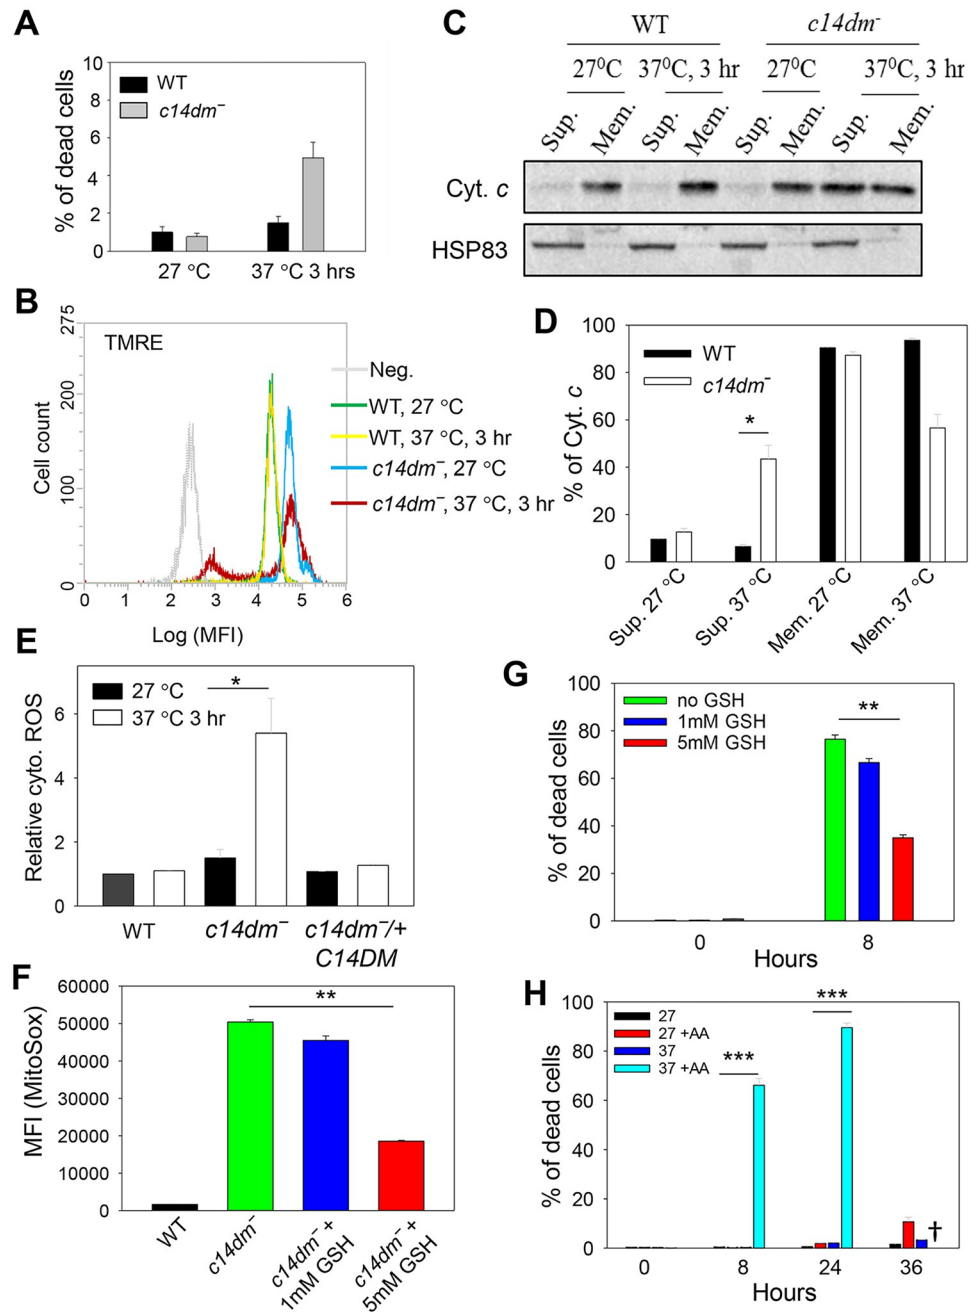 A
% of dead cells
10
8
6
4
2
0
WT
c14dm⁻
27 °C
37 °C 3 hrs
B
TMRE
Cell count
275
200
100
0
0 1 2 3 4 5 6
Log (MFI)
Neg.
WT, 27 °C
WT, 37 °C, 3 hr
c14dm⁻, 27 °C
c14dm⁻, 37 °C, 3 hr
C
WT
c14dm⁻
27⁰C
37⁰C, 3 hr
27⁰C
37⁰C, 3 hr
Sup.
Mem.
Sup.
Mem.
Sup.
Mem.
Sup.
Mem.
Cyt. c
HSP83
D
% of Cyt. c
100
80
60
40
20
0
WT
c14dm⁻
*
Sup. 27 °C
Sup. 37 °C
Mem. 27 °C
Mem. 37 °C
E
Relative cyto. ROS
6
4
2
0
27 °C
37 °C 3 hr
*
WT
c14dm⁻
c14dm⁻/+
C14DM
F
MFI (MitoSox)
60000
50000
40000
30000
20000
10000
0
**
WT
c14dm⁻
c14dm⁻ +
1mM GSH
c14dm⁻ +
5mM GSH
G
% of dead cells
100
80
60
40
20
0
no GSH
1mM GSH
5mM GSH
**
0
8
Hours
H
% of dead cells
100
80
60
40
20
0
27
27 +AA
37
37 +AA
***
***
†
0
8
24
36
Hours